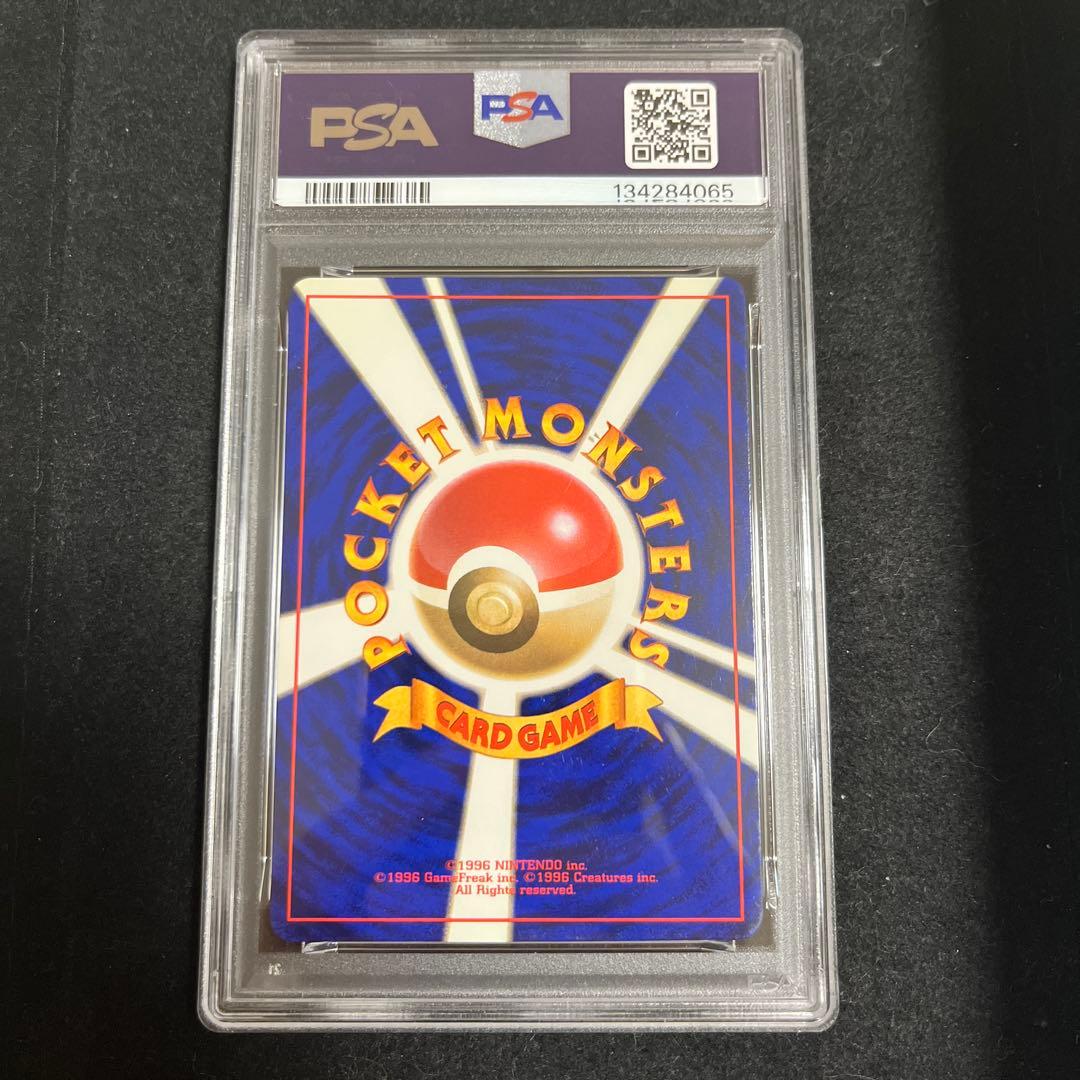 PSA
PSA
134284065
POCKET MONSTERS
CARD GAME
©1996 NINTENDO inc.
©1996 GameFreak inc. ©1996 Creatures inc.
All Rights reserved.